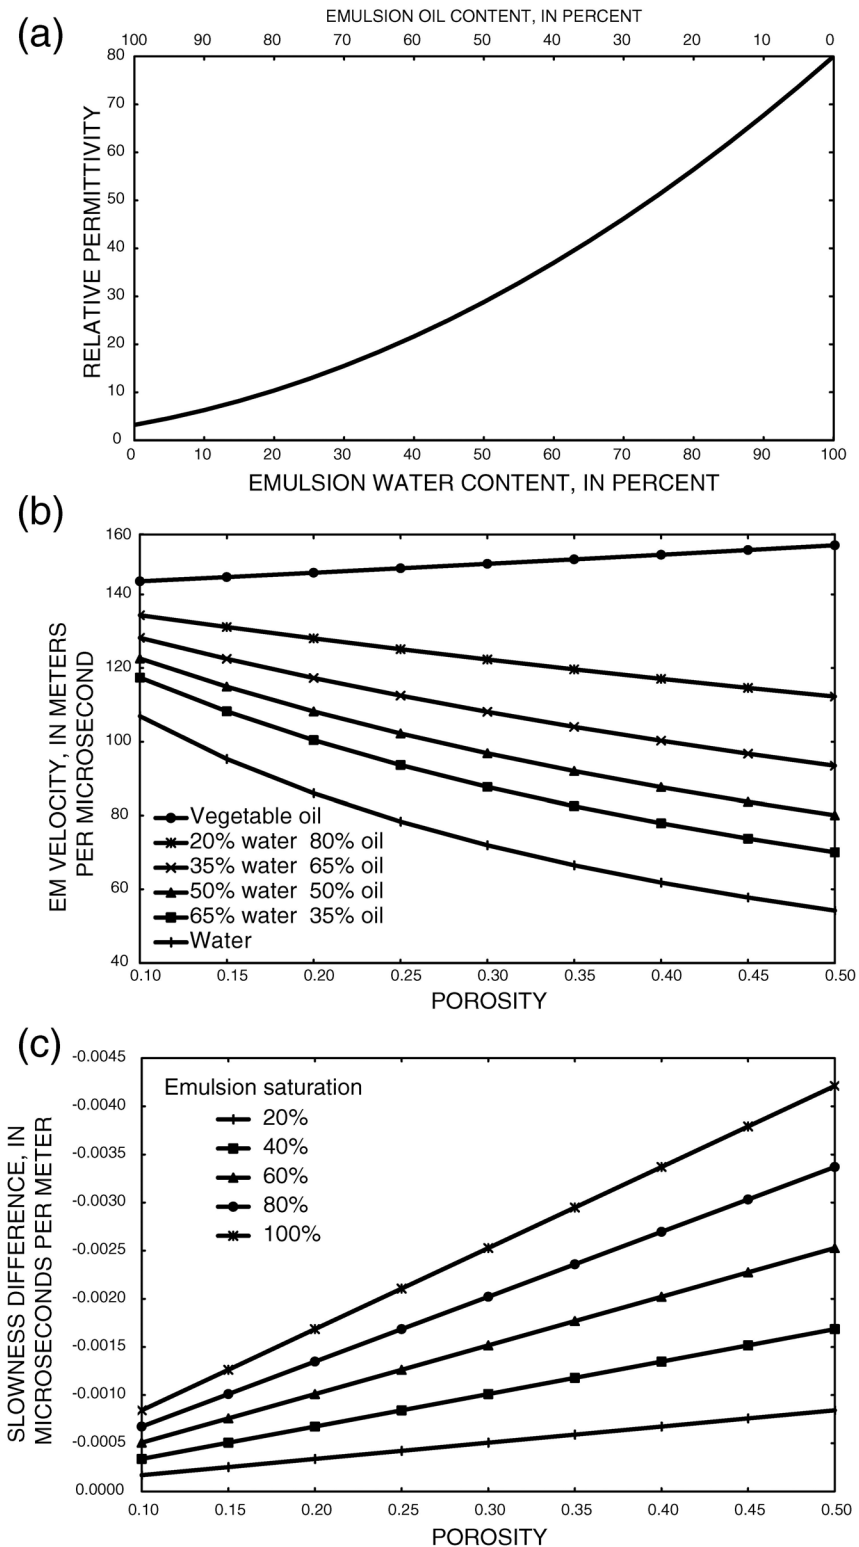 (a)
EMULSION OIL CONTENT, IN PERCENT
100 90 80 70 60 50 40 30 20 10 0
RELATIVE PERMITTIVITY
80
70
60
50
40
30
20
10
0
0 10 20 30 40 50 60 70 80 90 100
EMULSION WATER CONTENT, IN PERCENT
(b)
EM VELOCITY, IN METERS
PER MICROSECOND
160
140
120
100
80
60
40
Vegetable oil
20% water 80% oil
35% water 65% oil
50% water 50% oil
65% water 35% oil
Water
0.10 0.15 0.20 0.25 0.30 0.35 0.40 0.45 0.50
POROSITY
(c)
SLOWNESS DIFFERENCE, IN
MICROSECONDS PER METER
-0.0045
-0.0040
-0.0035
-0.0030
-0.0025
-0.0020
-0.0015
-0.0010
-0.0005
0.0000
Emulsion saturation
20%
40%
60%
80%
100%
0.10 0.15 0.20 0.25 0.30 0.35 0.40 0.45 0.50
POROSITY